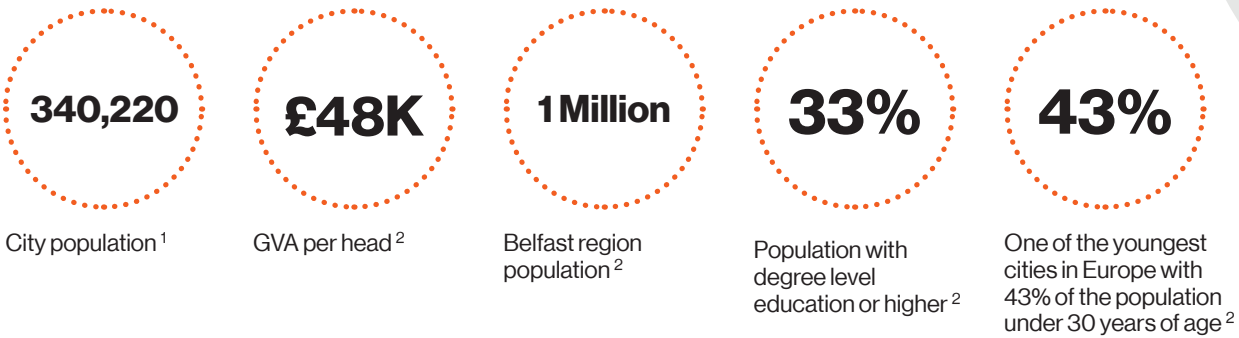 340,220
£48K
1 Million
33%
43%
City population 1
GVA per head 2
Belfast region
population 2
Population with
degree level
education or higher 2
One of the youngest
cities in Europe with
43% of the population
under 30 years of age 2